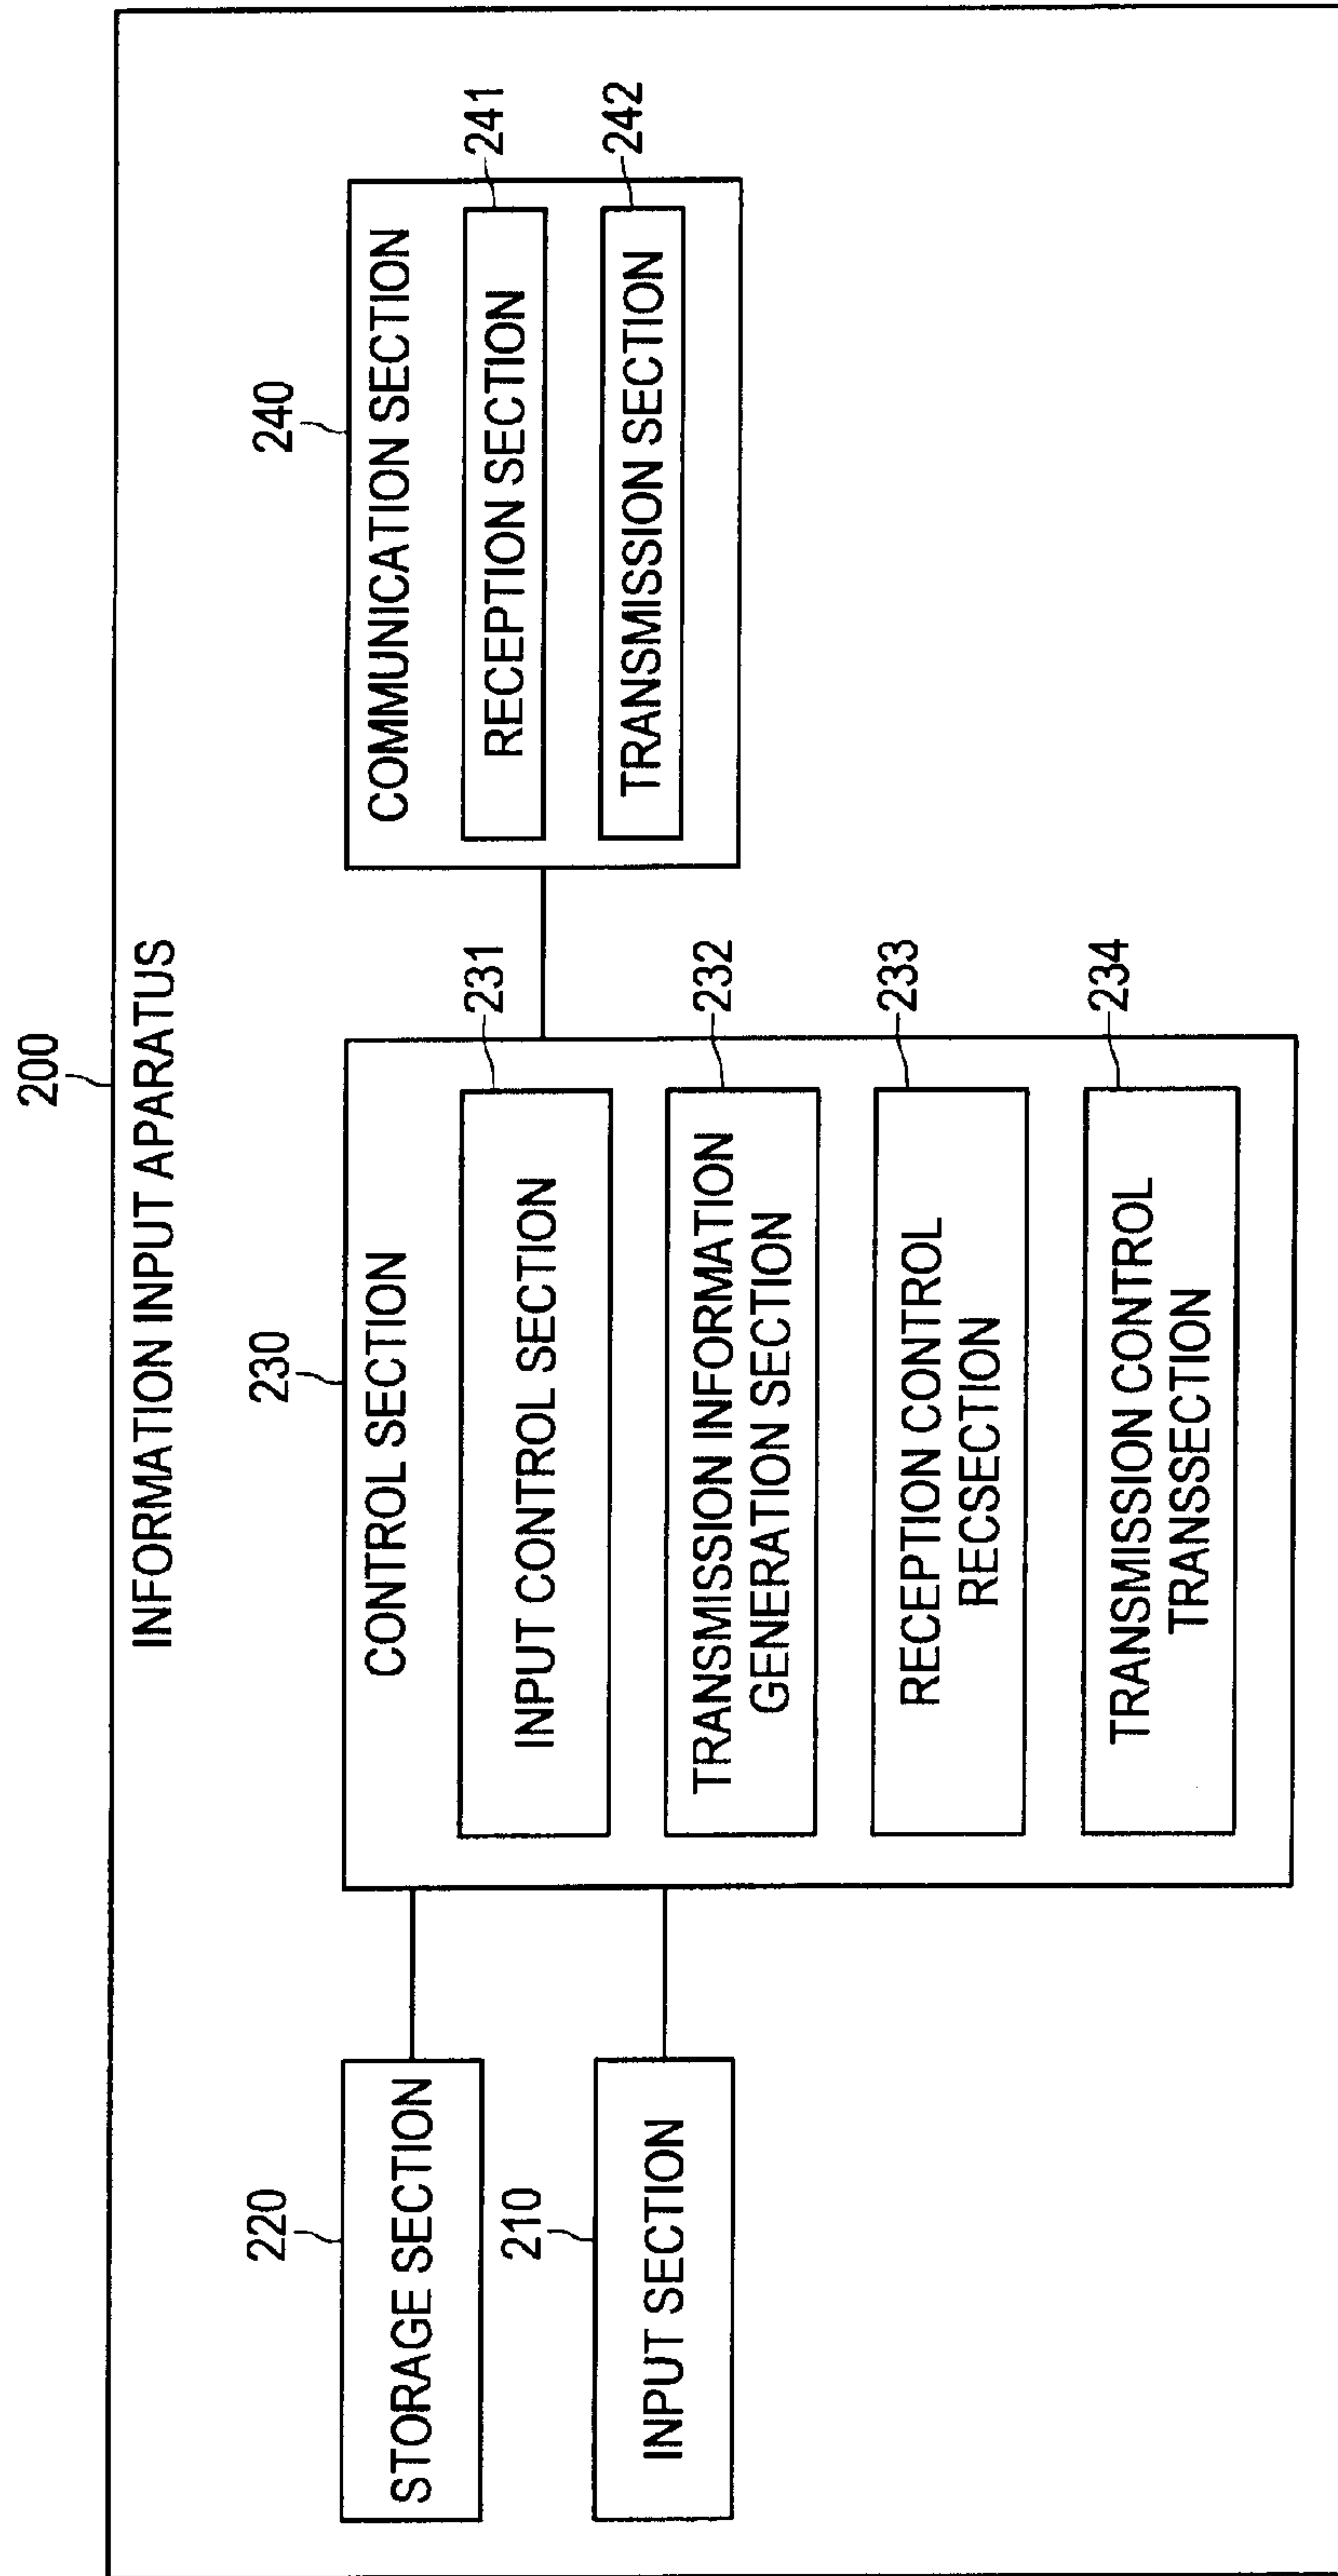 200
INFORMATION INPUT APARATUS
220
STORAGE SECTION
210
INPUT SECTION
230
CONTROL SECTION
231
INPUT CONTROL SECTION
232
TRANSMISSION INFORMATION
GENERATION SECTION
233
RECEPTION CONTROL
RECSECTION
234
TRANSMISSION CONTROL
TRANSSECTION
240
COMMUNICATION SECTION
241
RECEPTION SECTION
242
TRANSMISSION SECTION